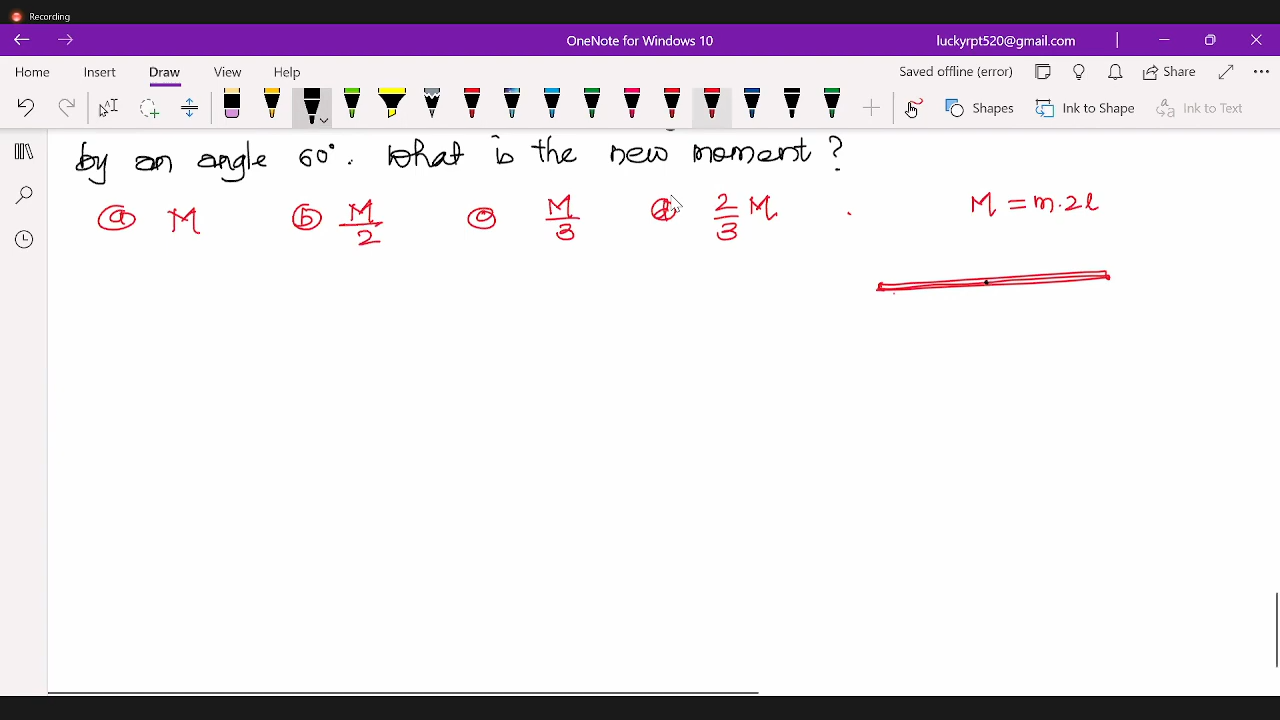 Recording
OneNote for Windows 10
luckyrpt520@gmail.com
Home Insert Draw View Help
Saved offline (error) Share
Shapes Ink to Shape Ink to Text
by an angle 60°. What is the new moment ?
(a) M (b) M/2 (c) M/3 (d) 2/3 M . M = m.2l